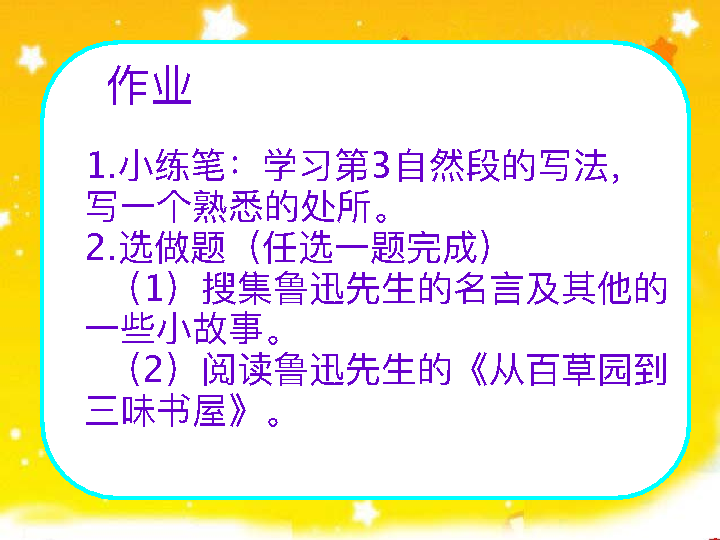 作业
1.小练笔：学习第3自然段的写法，
写一个熟悉的处所。
2.选做题（任选一题完成）
（1）搜集鲁迅先生的名言及其他的
一些小故事。
（2）阅读鲁迅先生的《从百草园到
三味书屋》。